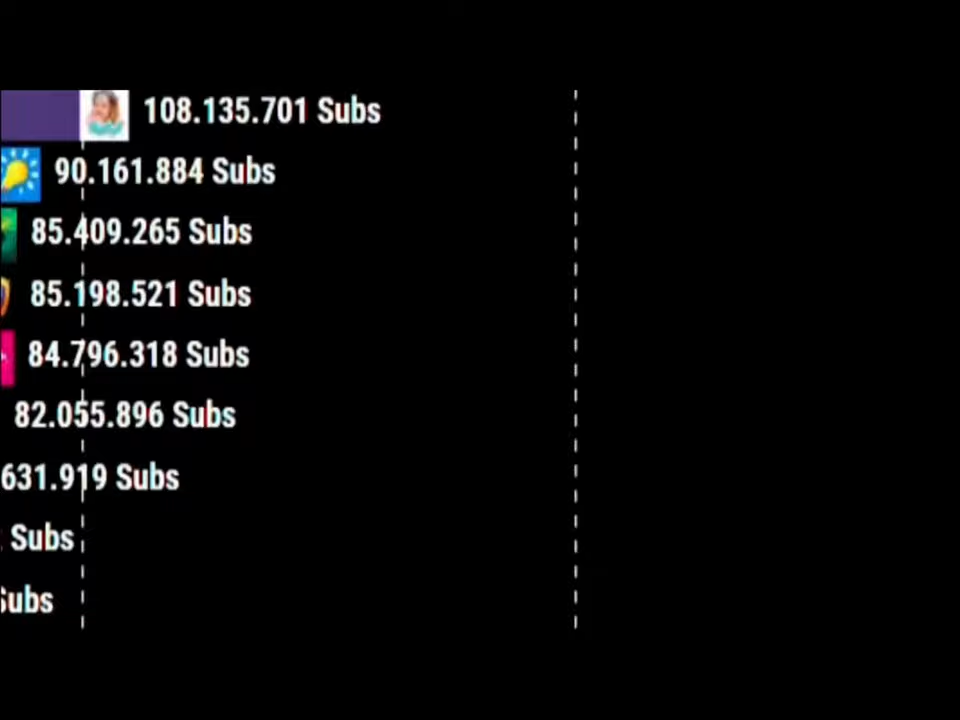 108.135.701 Subs
90.161.884 Subs
85.409.265 Subs
85.198.521 Subs
84.796.318 Subs
82.055.896 Subs
631.919 Subs
Subs
Subs